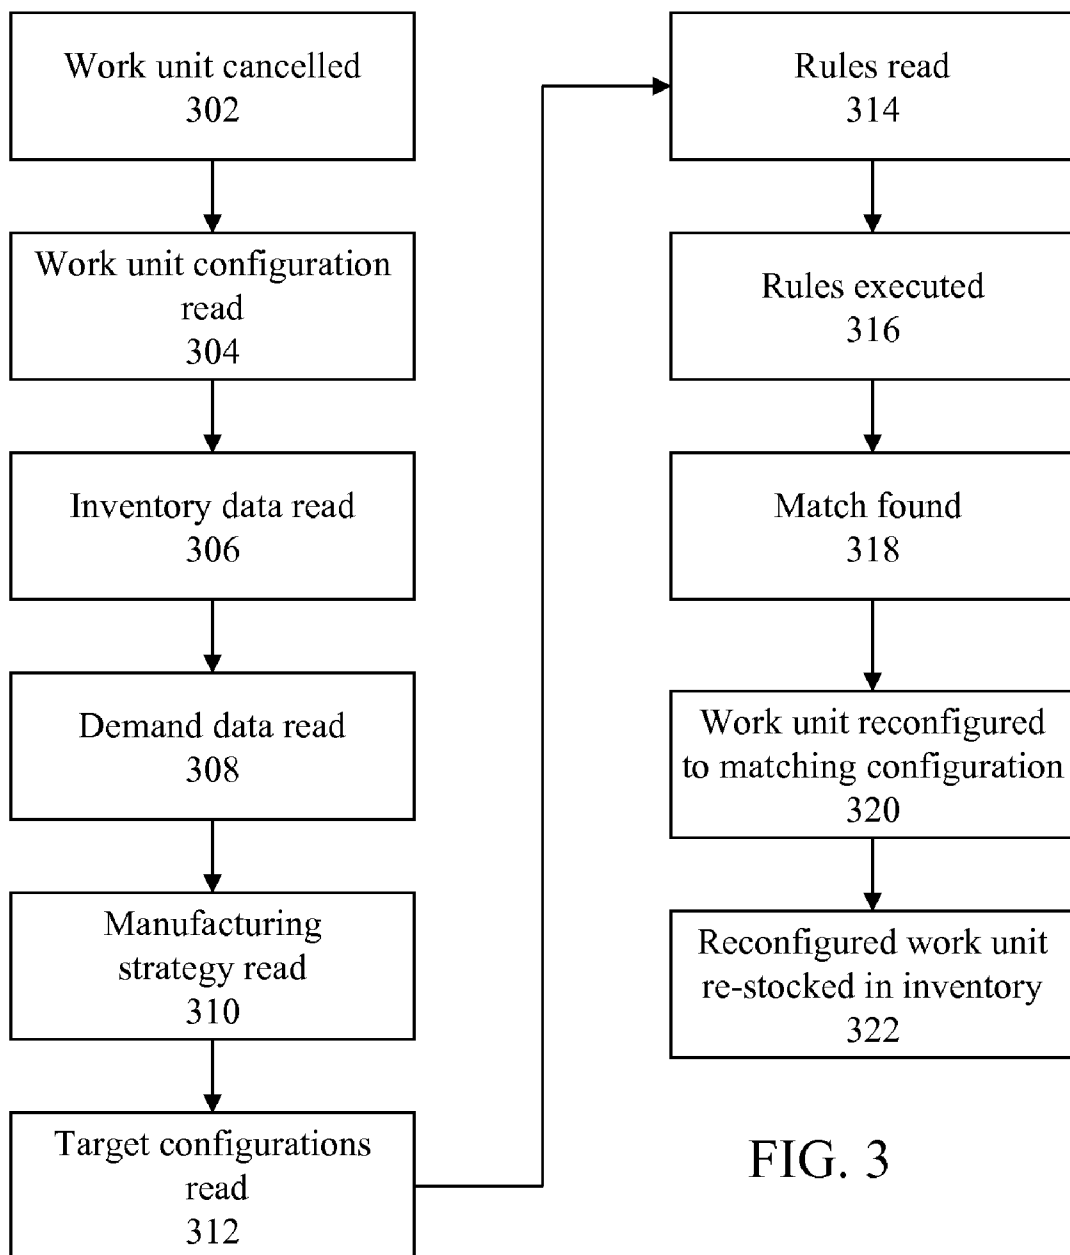 Work unit cancelled
302
Work unit configuration
read
304
Inventory data read
306
Demand data read
308
Manufacturing
strategy read
310
Target configurations
read
312
Rules read
314
Rules executed
316
Match found
318
Work unit reconfigured
to matching configuration
320
Reconfigured work unit
re-stocked in inventory
322
FIG. 3